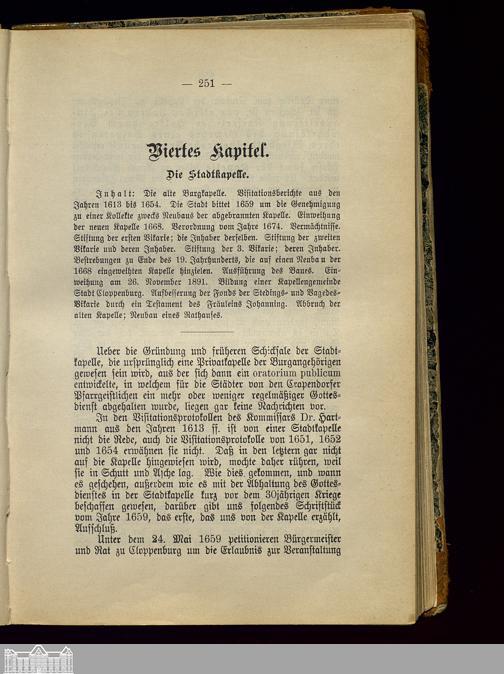 — 251 —
Viertes Kapitel.
Die Stadtkapelle.
Inhalt: Die alte Burgkapelle. Visitationsberichte aus den
Jahren 1613 bis 1654. Die Stadt bittet 1659 um die Genehmigung
zu einer Kollekte zwecks Neubaus der abgebrannten Kapelle. Einweihung
der neuen Kapelle 1668. Verordnung vom Jahre 1674. Vermächtnisse.
Stiftung der ersten Vikarie; die Inhaber derselben. Stiftung der zweiten
Vikarie und deren Inhaber. Stiftung der 3. Vikarie; deren Inhaber.
Bestrebungen zu Ende des 19. Jahrhunderts, die auf einen Neubau der
1668 eingeweihten Kapelle hinzielen. Ausführung des Baues. Ein-
weihung am 26. November 1891. Bildung einer Kapellengemeinde
Stadt Cloppenburg. Aufbesserung der Fonds der Stedings- und Vagedes-
Vikarie durch ein Testament des Fräuleins Johanning. Abbruch der
alten Kapelle; Neubau eines Rathauses.
Ueber die Gründung und früheren Schicksale der Stadt-
kapelle, die ursprünglich eine Privatkapelle der Burgangehörigen
gewesen sein wird, aus der sich dann ein oratorium publicum
entwickelte, in welchem für die Städter von den Crapendorfer
Pfarrgeistlichen ein mehr oder weniger regelmäßiger Gottes-
dienst abgehalten wurde, liegen gar keine Nachrichten vor.
In den Visitationsprotokollen des Kommissars Dr. Hart-
mann aus den Jahren 1613 ff. ist von einer Stadtkapelle
nicht die Rede, auch die Visitationsprotokolle von 1651, 1652
und 1654 erwähnen sie nicht. Daß in den letztern gar nicht
auf die Kapelle hingewiesen wird, mochte daher rühren, weil
sie in Schutt und Asche lag. Wie dies gekommen, und wann
es geschehen, außerdem wie es mit der Abhaltung des Gottes-
dienstes in der Stadtkapelle kurz vor dem 30jährigen Kriege
beschaffen gewesen, darüber gibt uns folgendes Schriftstück
vom Jahre 1659, das erste, das uns von der Kapelle erzählt,
Aufschluß.
Unter dem 24. Mai 1659 petitionieren Bürgermeister
und Rat zu Cloppenburg um die Erlaubnis zur Veranstaltung